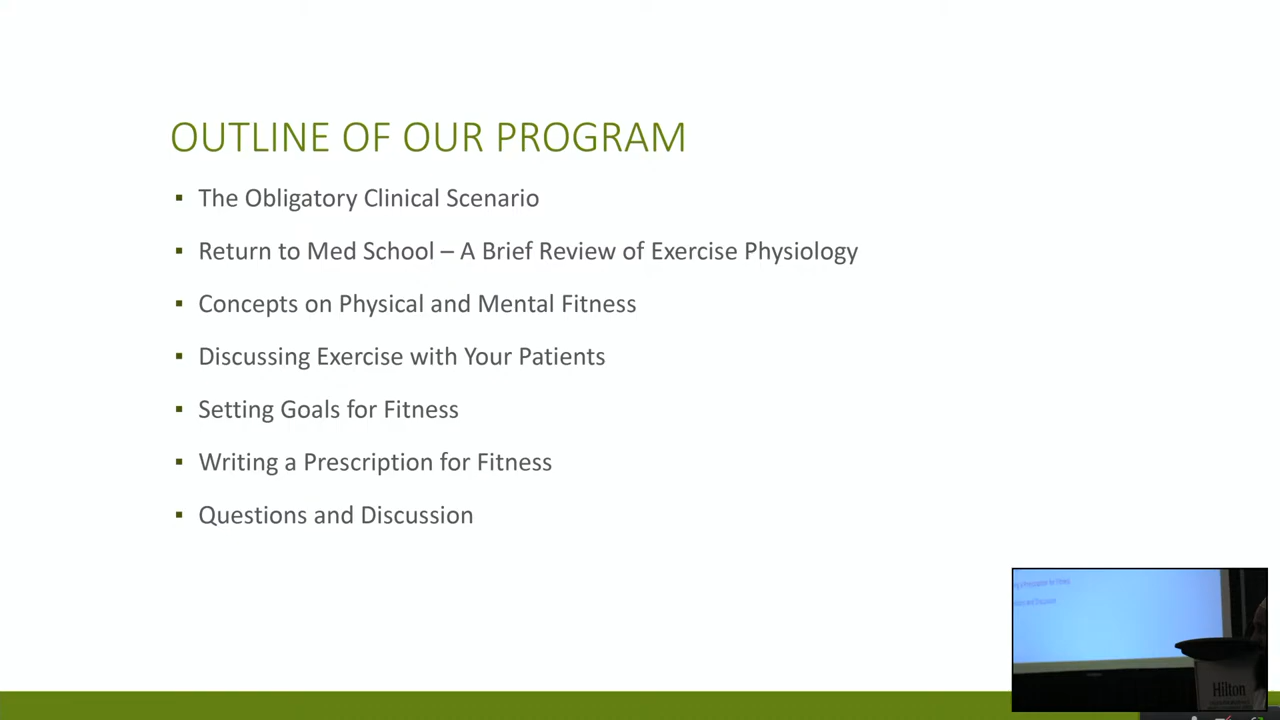 OUTLINE OF OUR PROGRAM
▪ The Obligatory Clinical Scenario
▪ Return to Med School – A Brief Review of Exercise Physiology
▪ Concepts on Physical and Mental Fitness
▪ Discussing Exercise with Your Patients
▪ Setting Goals for Fitness
▪ Writing a Prescription for Fitness
▪ Questions and Discussion
Hilton